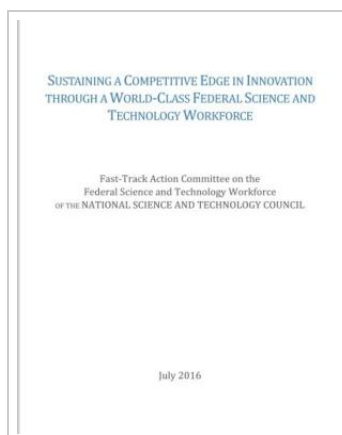 SUSTAINING A COMPETITIVE EDGE IN INNOVATION
THROUGH A WORLD-CLASS FEDERAL SCIENCE AND
TECHNOLOGY WORKFORCE
Fast-Track Action Committee on the
Federal Science and Technology Workforce
OF THE NATIONAL SCIENCE AND TECHNOLOGY COUNCIL
July 2016